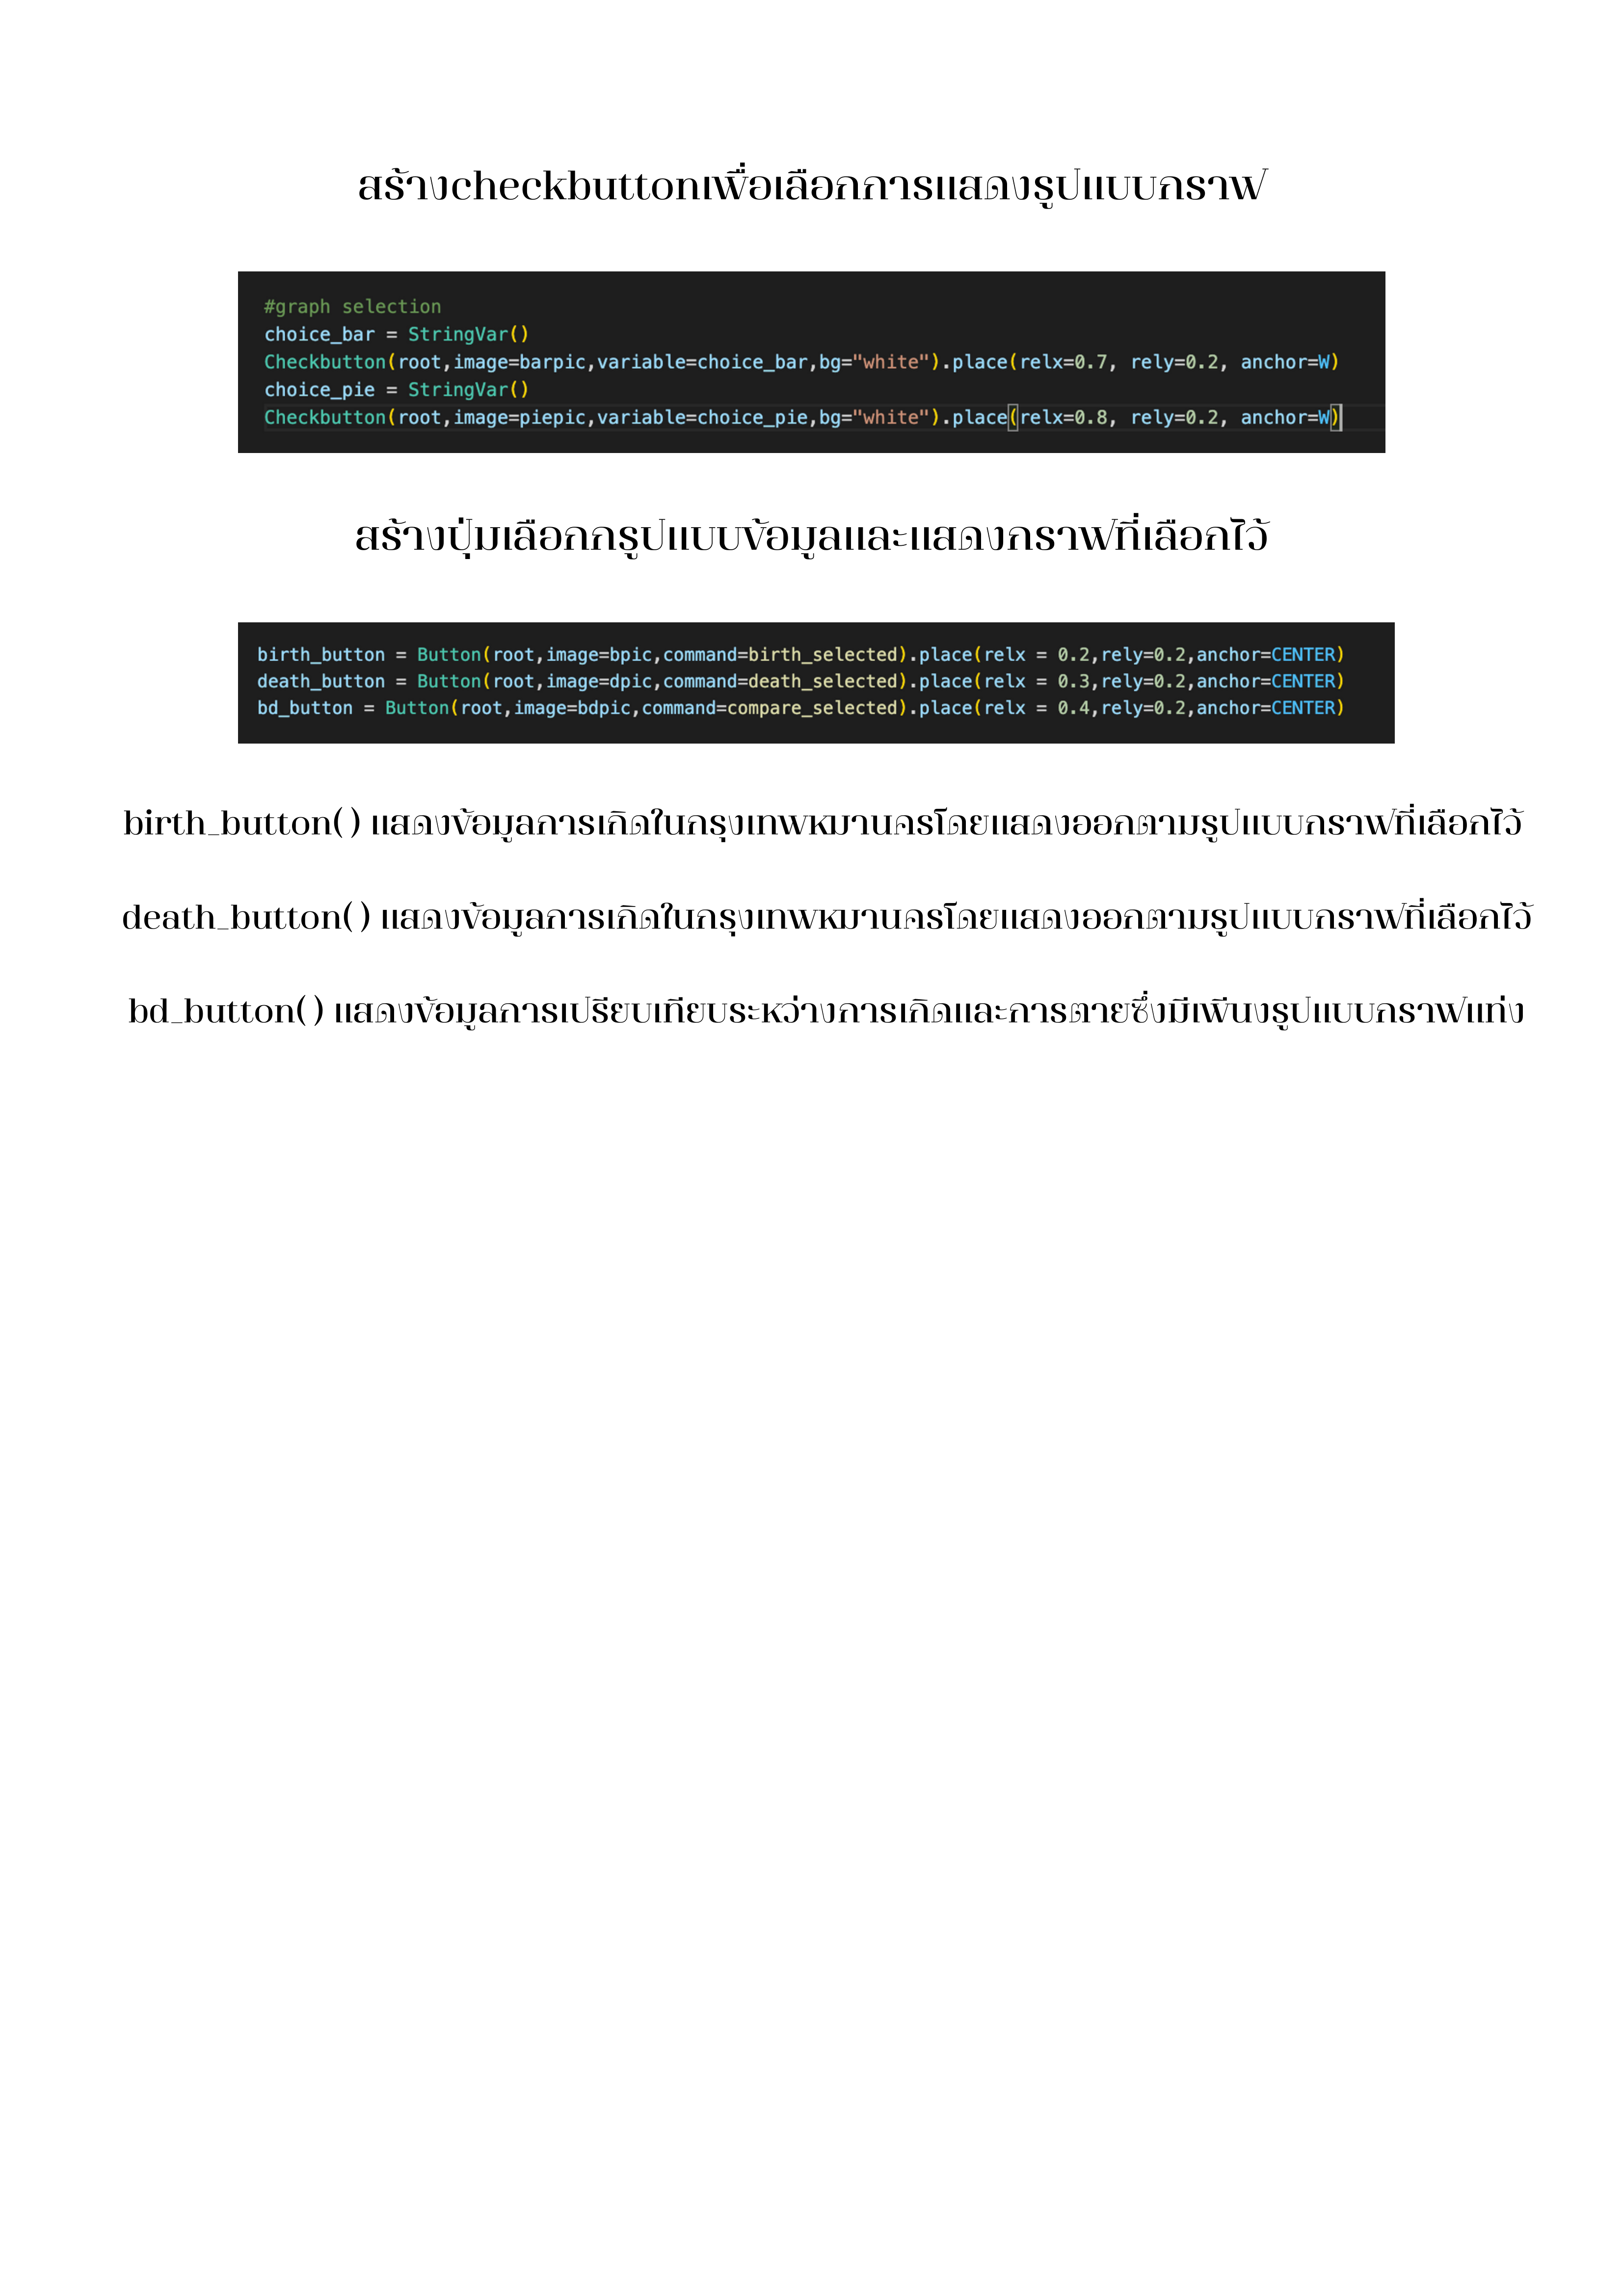 สร้างcheckbuttonเพื่อเลือกการแสดงรูปแบบกราฟ
#graph selection
choice_bar = StringVar()
Checkbutton(root,image=barpic,variable=choice_bar,bg="white").place(relx=0.7, rely=0.2, anchor=W)
choice_pie = StringVar()
Checkbutton(root,image=piepic,variable=choice_pie,bg="white").place(relx=0.8, rely=0.2, anchor=W)
สร้างปุ่มเลือกกรูปแบบข้อมูลและแสดงกราฟที่เลือกไว้
birth_button = Button(root,image=bpic,command=birth_selected).place(relx = 0.2,rely=0.2,anchor=CENTER)
death_button = Button(root,image=dpic,command=death_selected).place(relx = 0.3,rely=0.2,anchor=CENTER)
bd_button = Button(root,image=bdpic,command=compare_selected).place(relx = 0.4,rely=0.2,anchor=CENTER)
birth_button( ) แสดงข้อมูลการเกิดในกรุงเทพหมานครโดยแสดงออกตามรูปแบบกราฟที่เลือกไว้
death_button( ) แสดงข้อมูลการเกิดในกรุงเทพหมานครโดยแสดงออกตามรูปแบบกราฟที่เลือกไว้
bd_button( ) แสดงข้อมูลการเปรียบเทียบระหว่างการเกิดและการตายซึ่งมีเพีนงรูปแบบกราฟแท่ง